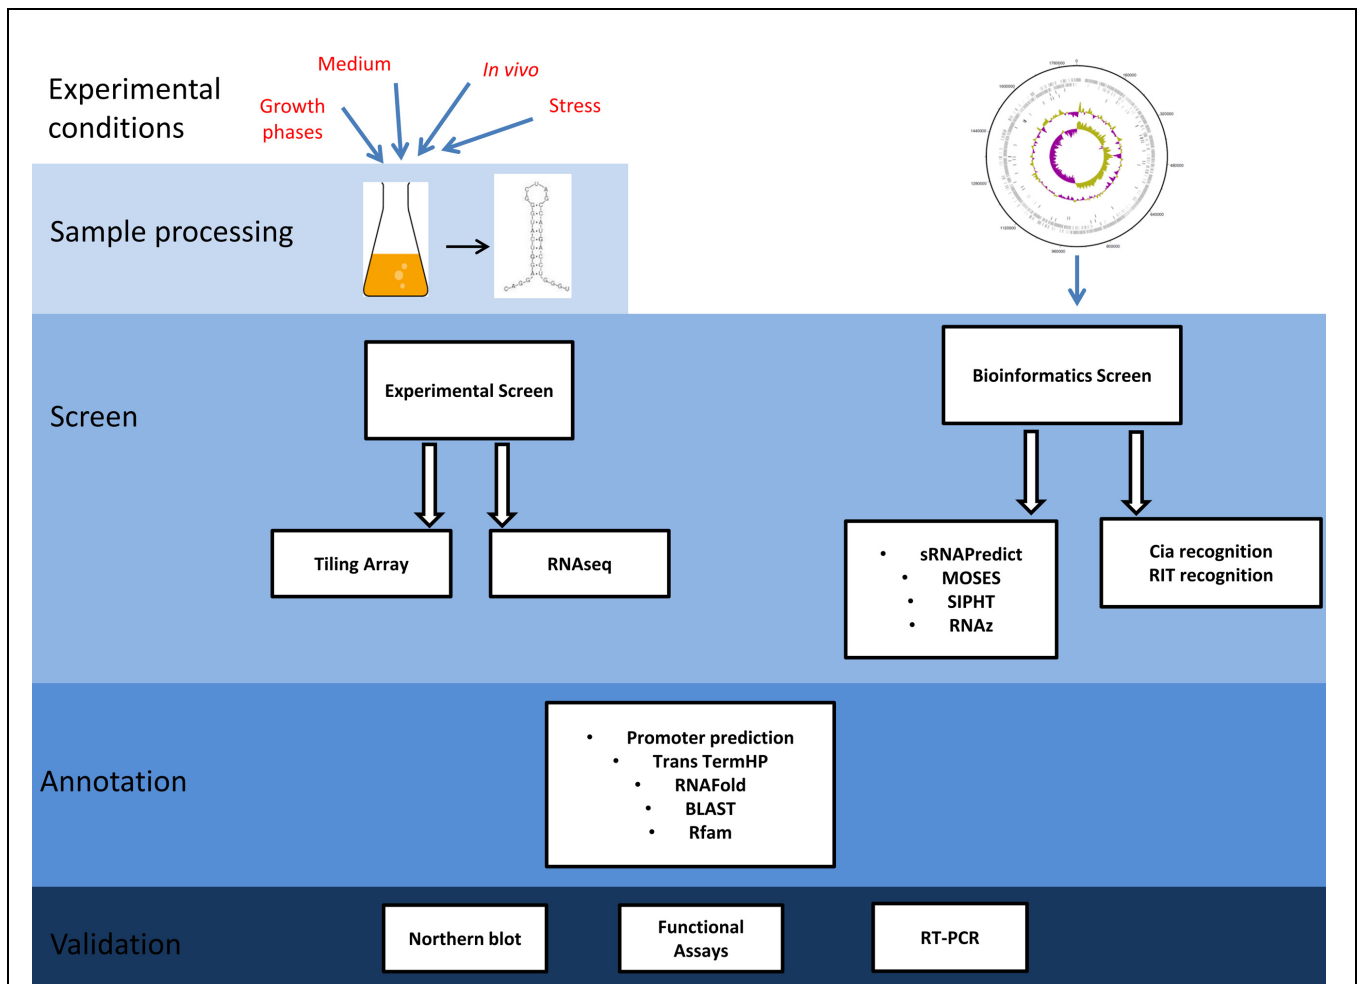 Experimental
conditions
Growth
phases
Medium
In vivo
Stress
Sample processing
Screen
Experimental Screen
Tiling Array
RNAseq
Bioinformatics Screen
• sRNAPredict
• MOSES
• SIPHT
• RNAz
Cia recognition
RIT recognition
Annotation
• Promoter prediction
• Trans TermHP
• RNAFold
• BLAST
• Rfam
Validation
Northern blot
Functional
Assays
RT-PCR